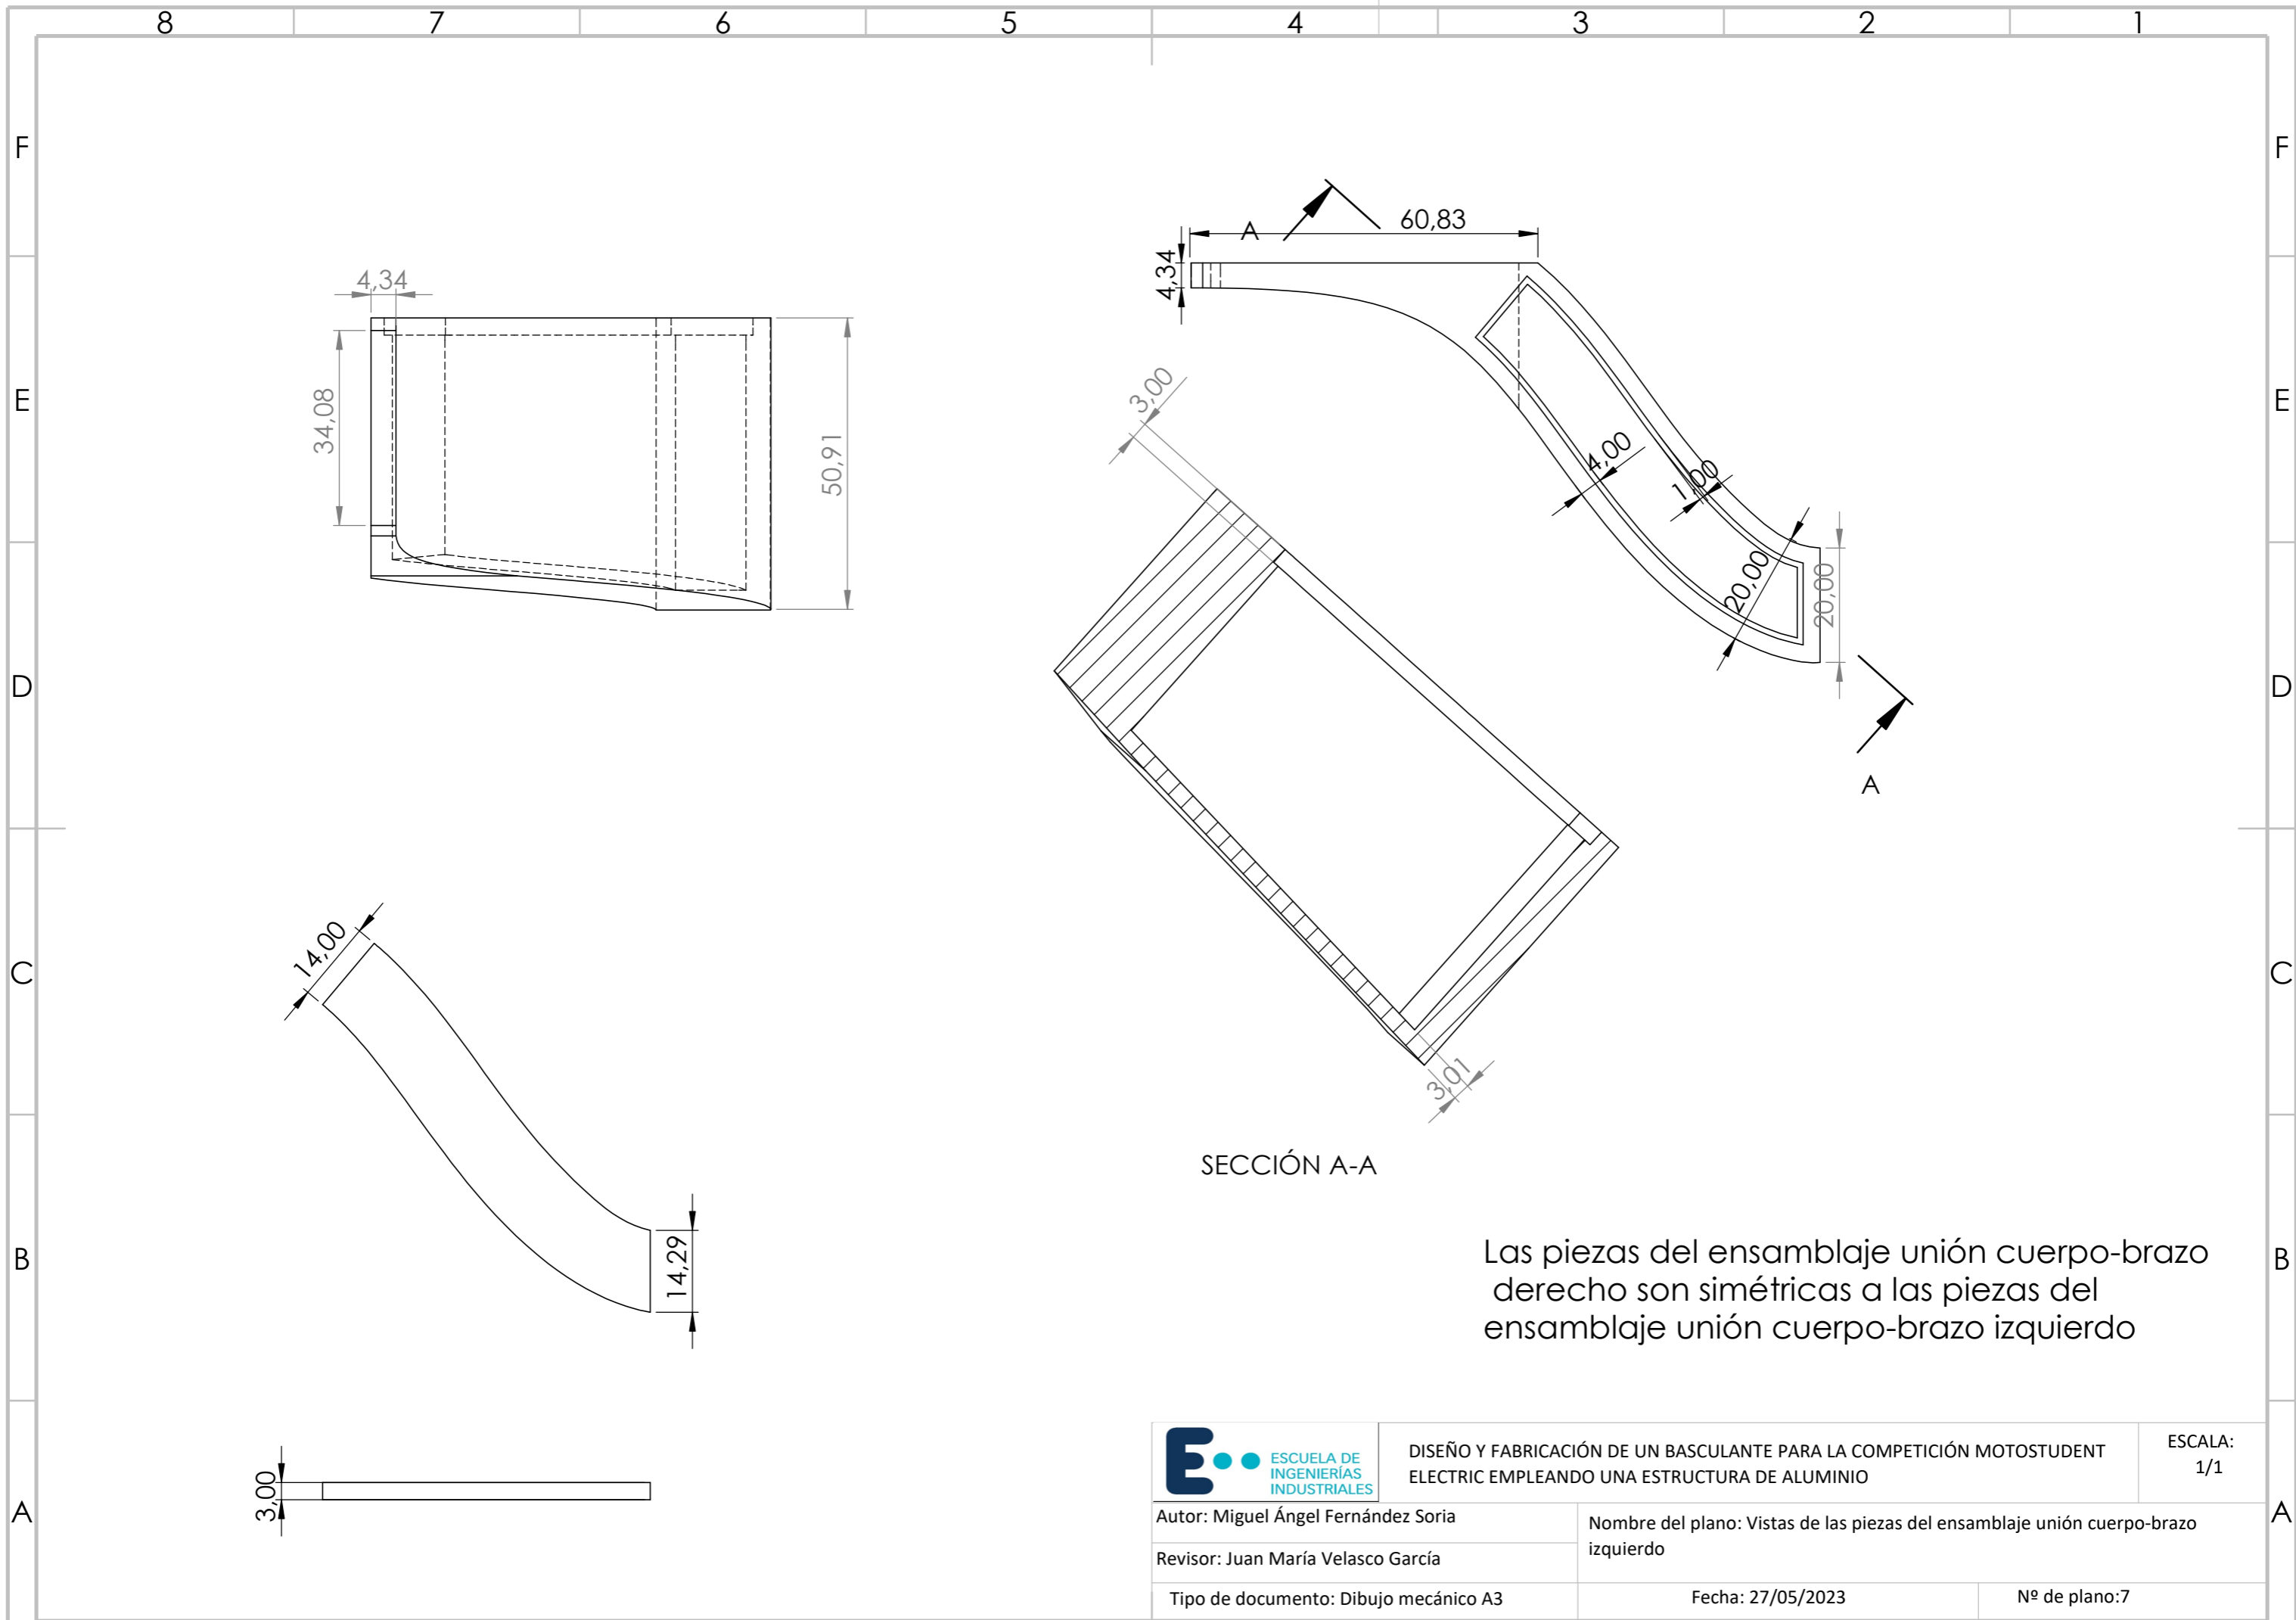 8 7 6 5 4 3 2 1
F F
E E
D D
C C
B B
A A
4,34
34,08
50,91
A
60,83
4,34
3,00
4,00
1,00
20,00
20,00
A
3,01
SECCIÓN A-A
14,00
14,29
3,00
Las piezas del ensamblaje unión cuerpo-brazo
derecho son simétricas a las piezas del
ensamblaje unión cuerpo-brazo izquierdo
E
ESCUELA DE
INGENIERÍAS
INDUSTRIALES
DISEÑO Y FABRICACIÓN DE UN BASCULANTE PARA LA COMPETICIÓN MOTOSTUDENT
ELECTRIC EMPLEANDO UNA ESTRUCTURA DE ALUMINIO
ESCALA:
1/1
Autor: Miguel Ángel Fernández Soria
Revisor: Juan María Velasco García
Nombre del plano: Vistas de las piezas del ensamblaje unión cuerpo-brazo
izquierdo
Tipo de documento: Dibujo mecánico A3
Fecha: 27/05/2023
Nº de plano:7